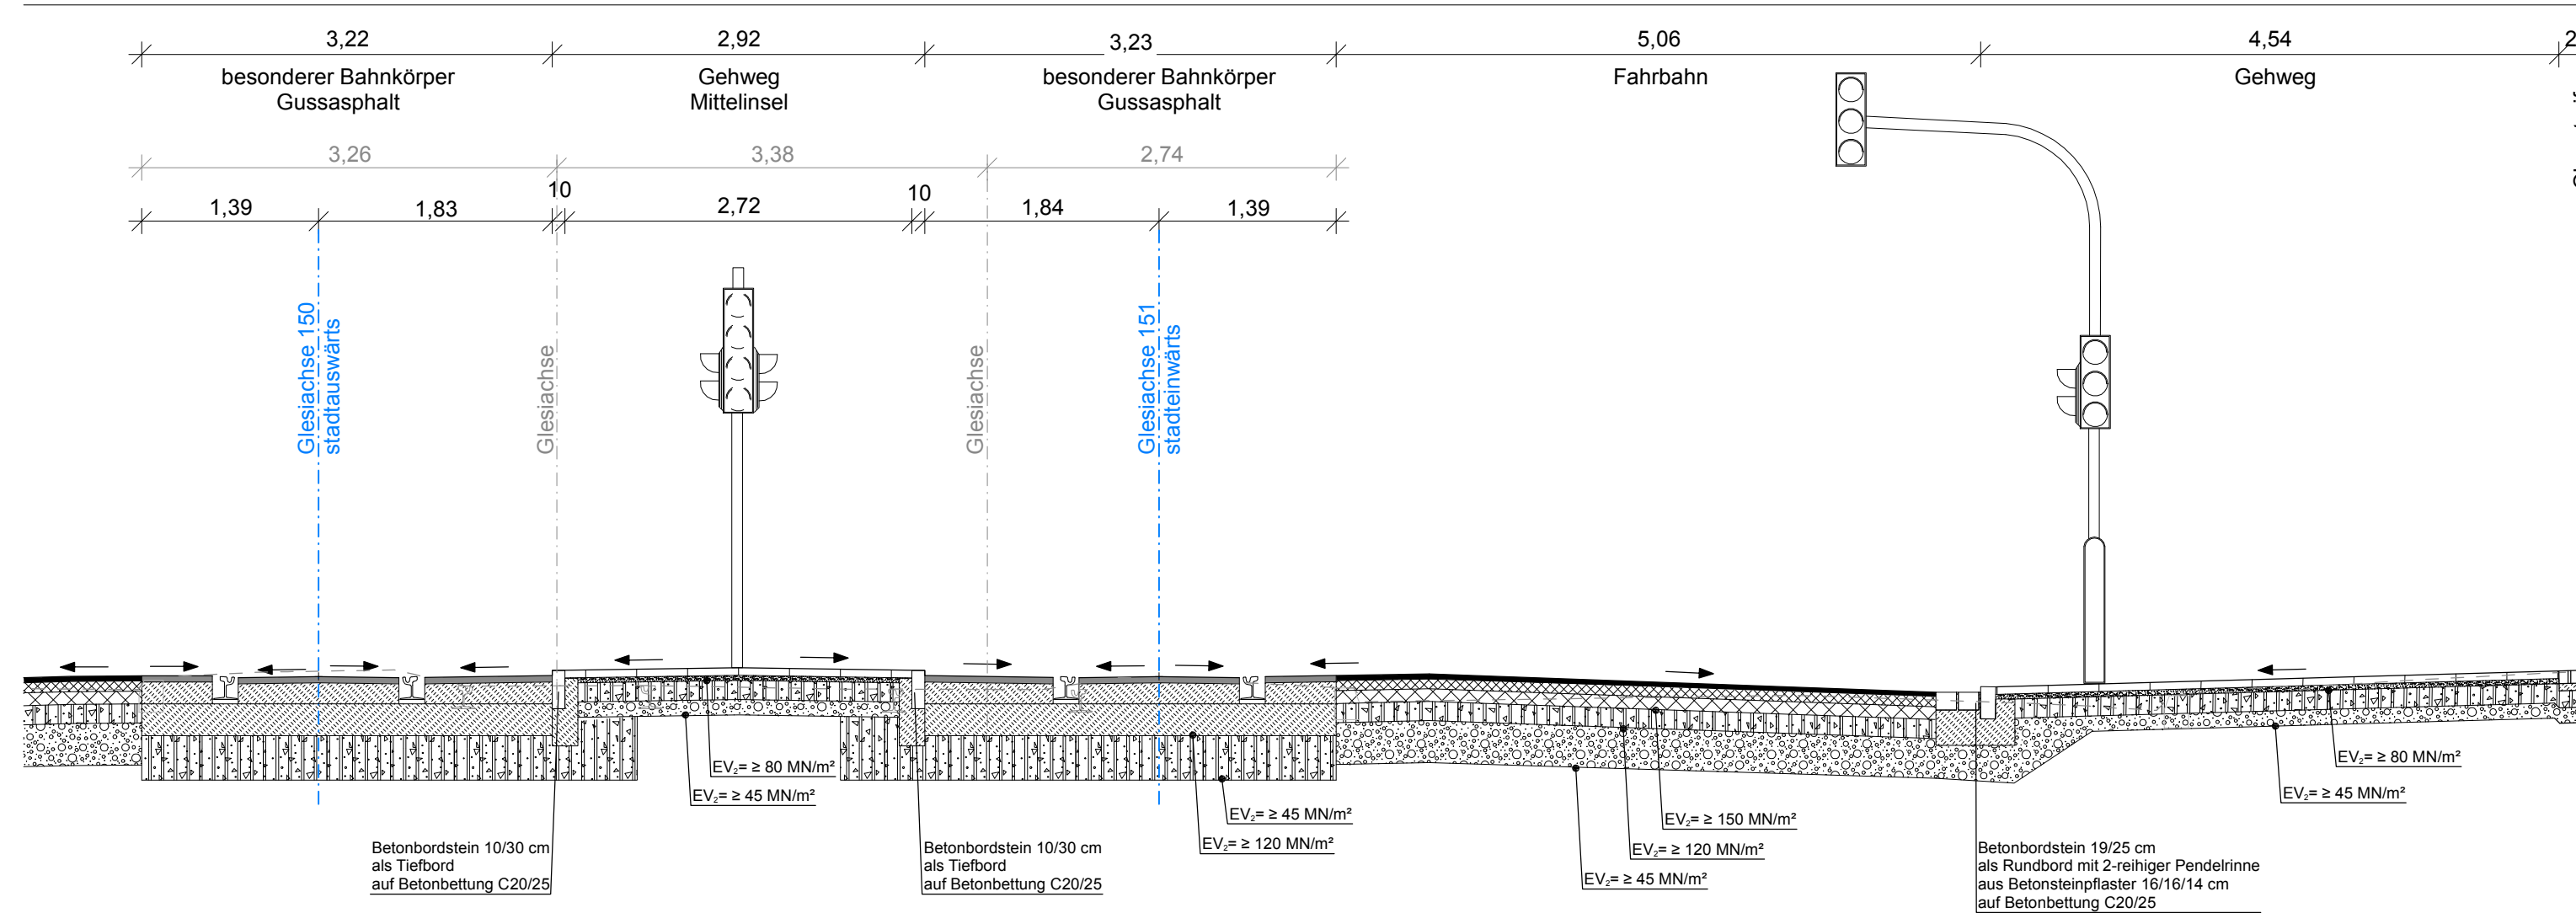 3,22
2,92
3,23
5,06
4,54
2
besonderer Bahnkörper
Gussasphalt
Gehweg
Mittelinsel
besonderer Bahnkörper
Gussasphalt
Fahrbahn
Gehweg
3,26
3,38
2,74
10
10
1,39
1,83
2,72
1,84
1,39
Glesiachse 150
stadtauswärts
Glesiachse
Glesiachse
Glesiachse 151
stadteinwärts
EV₂= ≥ 80 MN/m²
EV₂= ≥ 45 MN/m²
EV₂= ≥ 45 MN/m²
EV₂= ≥ 120 MN/m²
EV₂= ≥ 150 MN/m²
EV₂= ≥ 120 MN/m²
EV₂= ≥ 45 MN/m²
EV₂= ≥ 80 MN/m²
EV₂= ≥ 45 MN/m²
Betonbordstein 10/30 cm
als Tiefbord
auf Betonbettung C20/25
Betonbordstein 10/30 cm
als Tiefbord
auf Betonbettung C20/25
Betonbordstein 19/25 cm
als Rundbord mit 2-reihiger Pendelrinne
aus Betonsteinpflaster 16/16/14 cm
auf Betonbettung C20/25